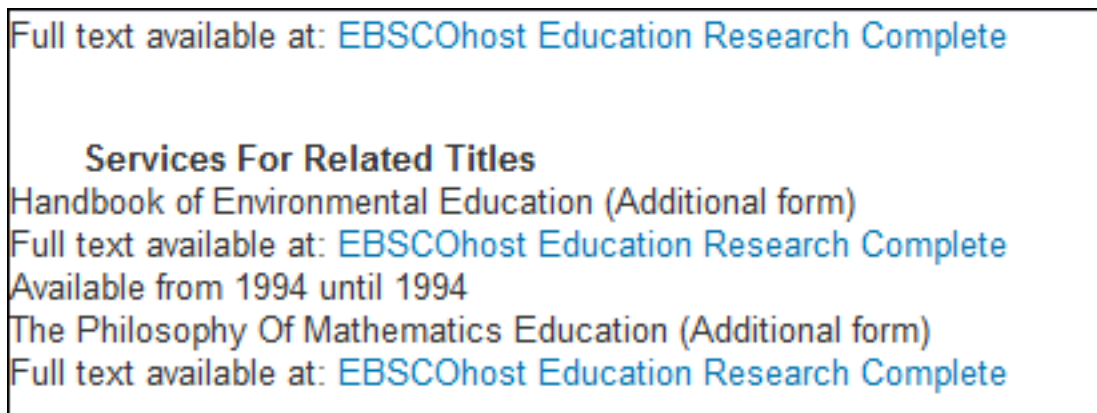 Full text available at: EBSCOhost Education Research Complete
Services For Related Titles
Handbook of Environmental Education (Additional form)
Full text available at: EBSCOhost Education Research Complete
Available from 1994 until 1994
The Philosophy Of Mathematics Education (Additional form)
Full text available at: EBSCOhost Education Research Complete